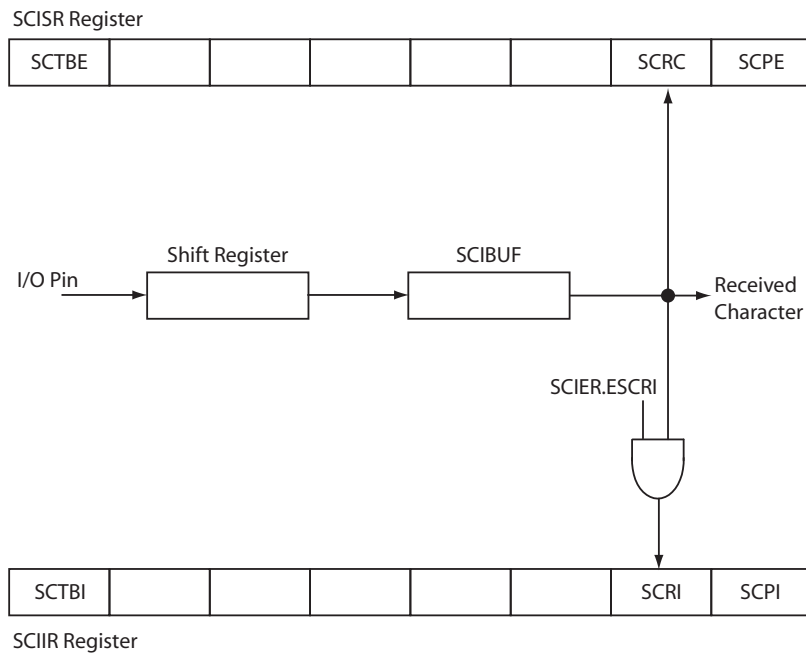 SCISR Register
SCTBE SCRC SCPE
Shift Register SCIBUF
I/O Pin
Received
Character
SCIER.ESCRI
SCTBI SCRI SCPI
SCIIR Register